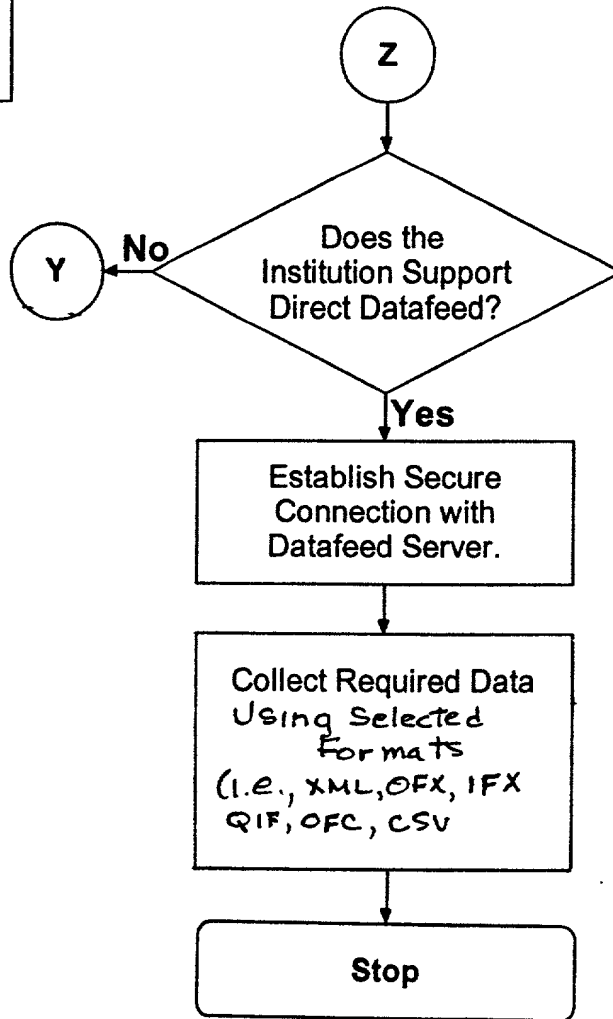 Z
Does the
Institution Support
Direct Datafeed?
No
Y
Yes
Establish Secure
Connection with
Datafeed Server.
Collect Required Data
Using Selected
Formats
(i.e., XML, OFX, IFX
QIF, OFC, CSV
Stop